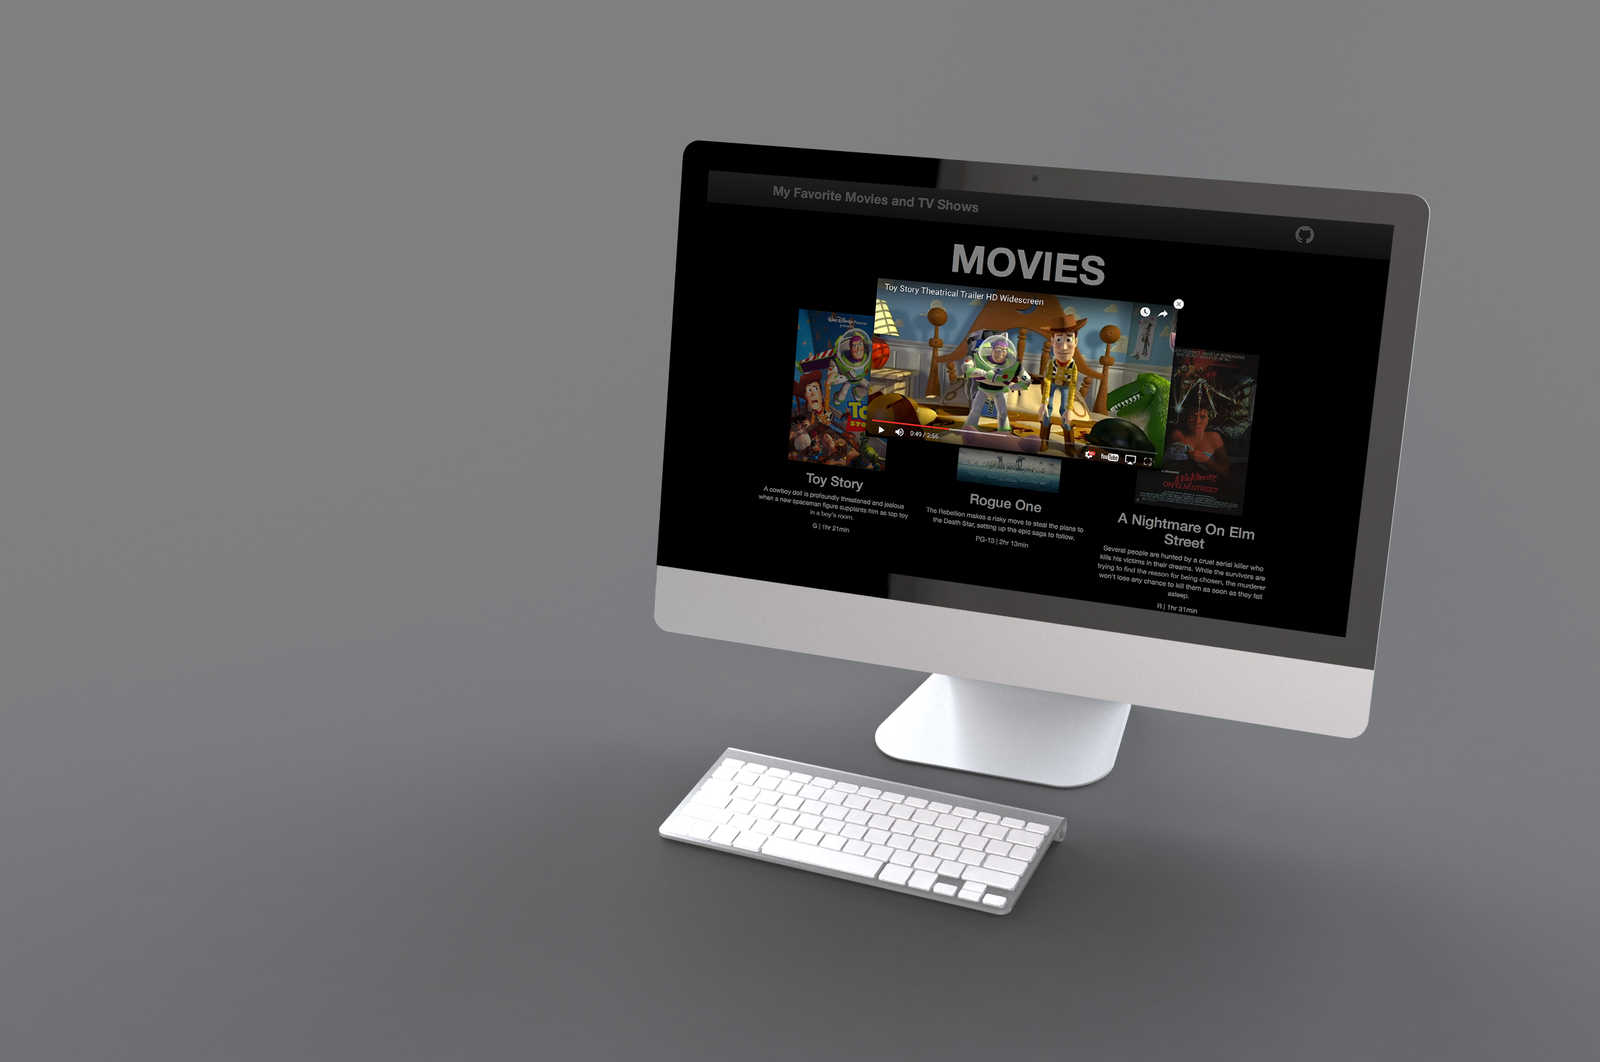 My Favorite Movies and TV Shows
MOVIES
Toy Story Theatrical Trailer HD Widescreen
0:49 / 2:56
YouTube
Toy Story
A cowboy doll is profoundly threatened and jealous
when a new spaceman figure supplants him as top toy
in a boy's room.
G | 1hr 21min
Rogue One
The Rebellion makes a risky move to steal the plans to
the Death Star, setting up the epic saga to follow.
PG-13 | 2hr 13min
A Nightmare On Elm
Street
Several people are hunted by a cruel serial killer who
kills his victims in their dreams. While the survivors are
trying to find the reason for being chosen, the murderer
won't lose any chance to kill them as soon as they fall
asleep.
R | 1hr 31min